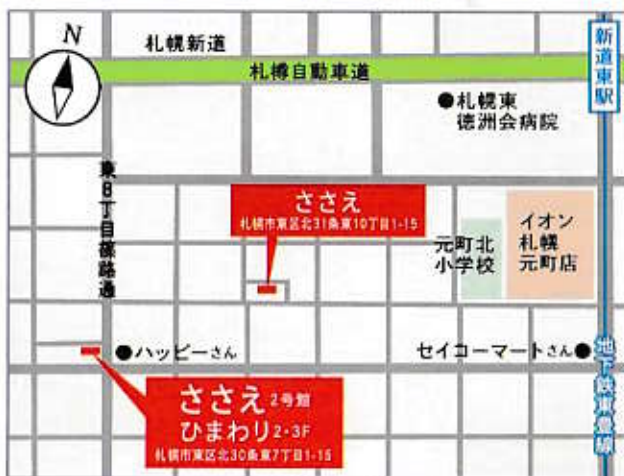 N
札幌新道
札樽自動車道
新道東駅
札幌東
徳洲会病院
東8丁目篠路通
ささえ
札幌市東区北31条東10丁目1-15
元町北
小学校
イオン
札幌
元町店
ハッピーさん
セイコーマートさん
地下鉄東豊線
ささえ2号館
ひまわり2・3F
札幌市東区北30条東7丁目1-15